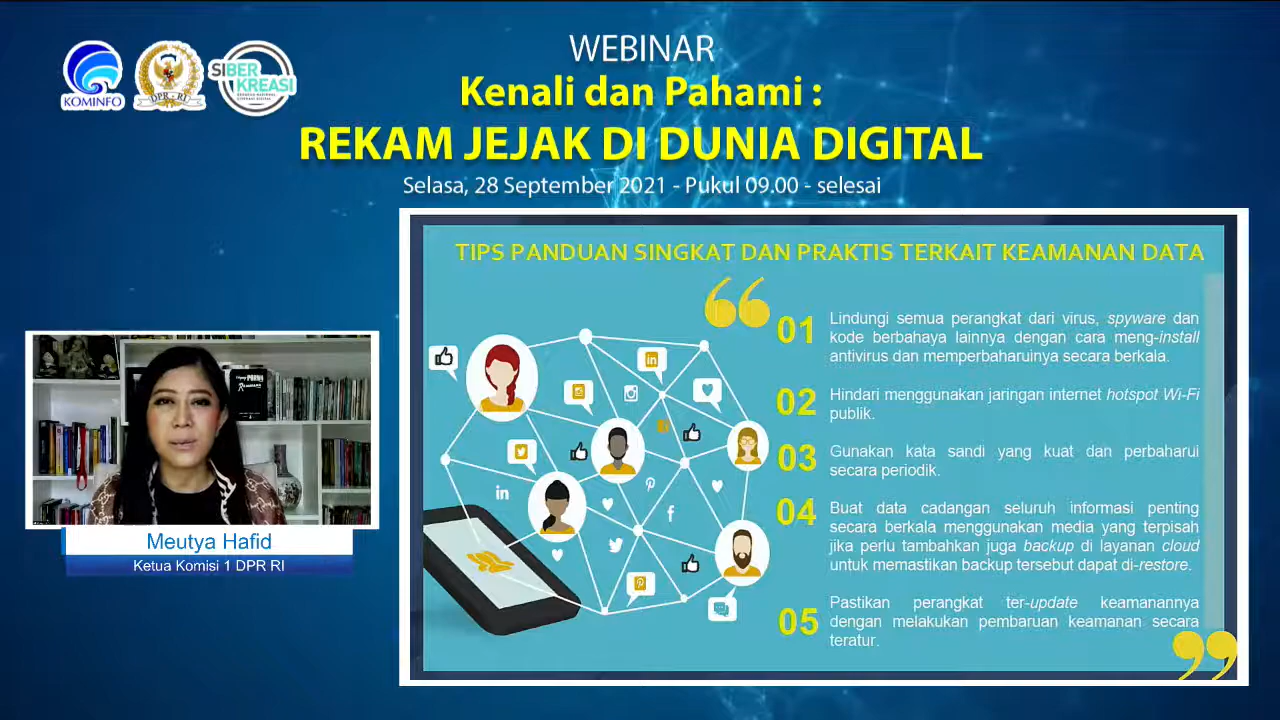 WEBINAR
Kenali dan Pahami :
REKAM JEJAK DI DUNIA DIGITAL
Selasa, 28 September 2021 - Pukul 09.00 - selesai
KOMINFO
DPR - RI
SIBER
KREASI
TIPS PANDUAN SINGKAT DAN PRAKTIS TERKAIT KEAMANAN DATA
01
Lindungi semua perangkat dari virus, spyware dan
kode berbahaya lainnya dengan cara meng-install
antivirus dan memperbaharuinya secara berkala.
02
Hindari menggunakan jaringan internet hotspot Wi-Fi
publik.
03
Gunakan kata sandi yang kuat dan perbaharui
secara periodik.
04
Buat data cadangan seluruh informasi penting
secara berkala menggunakan media yang terpisah
jika perlu tambahkan juga backup di layanan cloud
untuk memastikan backup tersebut dapat di-restore.
05
Pastikan perangkat ter-update keamanannya
dengan melakukan pembaruan keamanan secara
teratur.
Meutya Hafid
Ketua Komisi 1 DPR RI